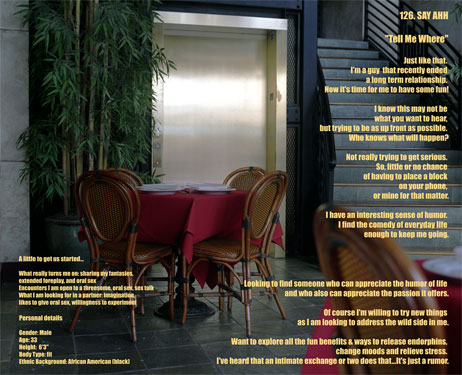 126. SAY AHH
"Tell Me Where"
Just like that.
I'm a guy that recently ended
a long term relationship.
Now it's time for me to have some fun!
I know this may not be
what you want to hear,
but trying to be as up front as possible.
Who knows what will happen?
Not really trying to get serious.
So, little or no chance
of having to place a block
on your phone,
or mine for that matter.
I have an interesting sense of humor.
I find the comedy of everyday life
enough to keep me going.
Looking to find someone who can appreciate the humor of life
and who also can appreciate the passion it offers.
Of course I'm willing to try new things
as I am looking to address the wild side in me.
Want to explore all the fun benefits & ways to release endorphins,
change moods and relieve stress.
I've heard that an intimate exchange or two does that...It's just a rumor.
A little to get us started...
What really turns me on: sharing my fantasies,
extended foreplay, and oral sex
Encounters I am open to a threesome, oral sex, sex talk
What I am looking for in a partner: imagination,
likes to give oral sex, willingness to experiment
Personal details
Gender: Male
Age: 33
Height: 6'3"
Body Type: fit
Ethnic Background: African American (black)